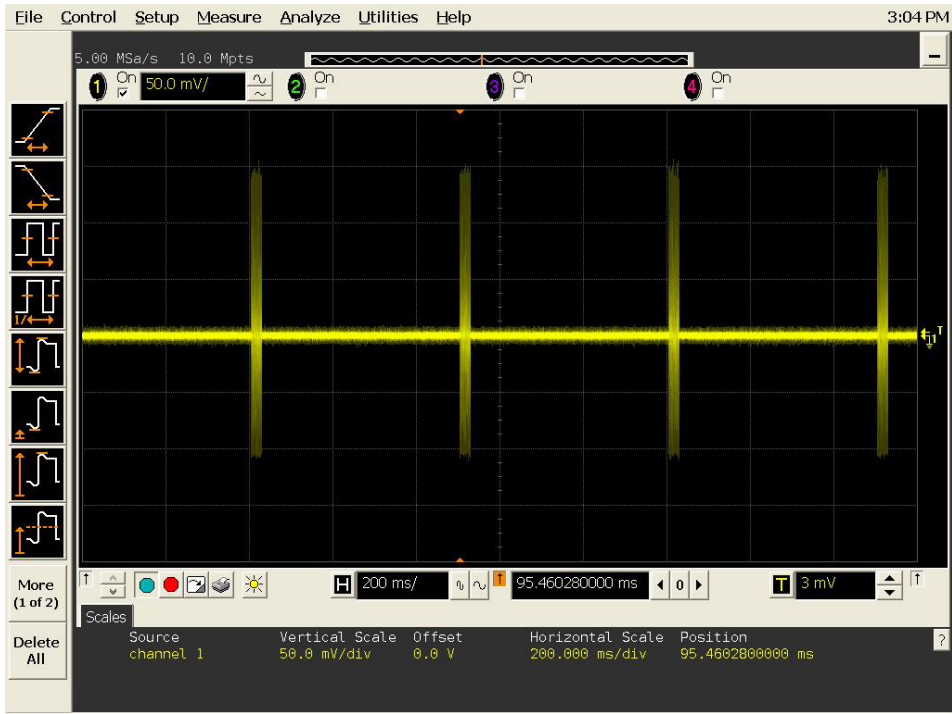 File Control Setup Measure Analyze Utilities Help 3:04 PM
5.00 MSa/s 10.0 Mpts
1 On 50.0 mV/ 2 On 3 On 4 On
T
1/
More
(1 of 2)
H 200 ms/ 95.460280000 ms 0 T 3 mV
Scales
Delete
All
Source Vertical Scale Offset Horizontal Scale Position ?
channel 1 50.0 mV/div 0.0 V 200.000 ms/div 95.4602800000 ms